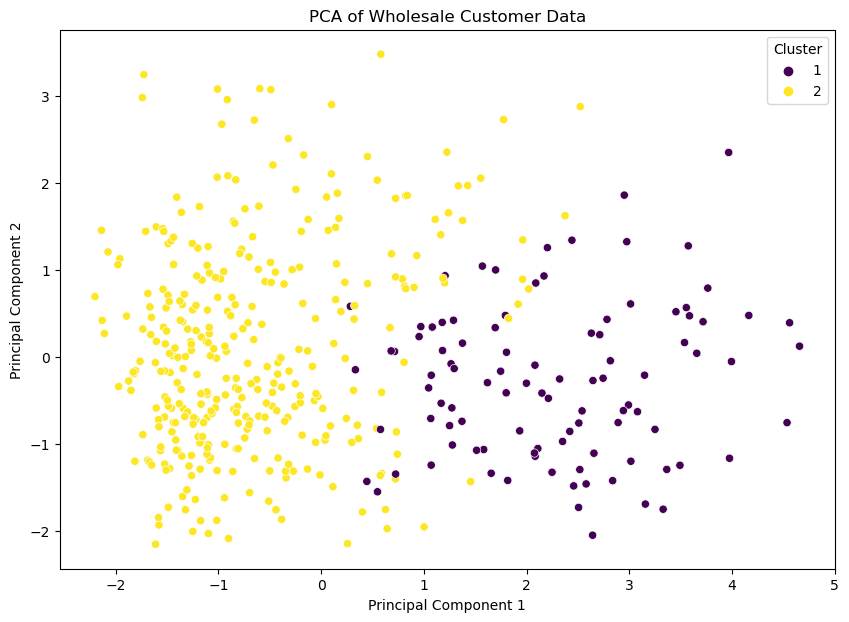 PCA of Wholesale Customer Data
Cluster
1
2
Principal Component 2
3
2
1
0
−1
−2
−2 −1 0 1 2 3 4 5
Principal Component 1